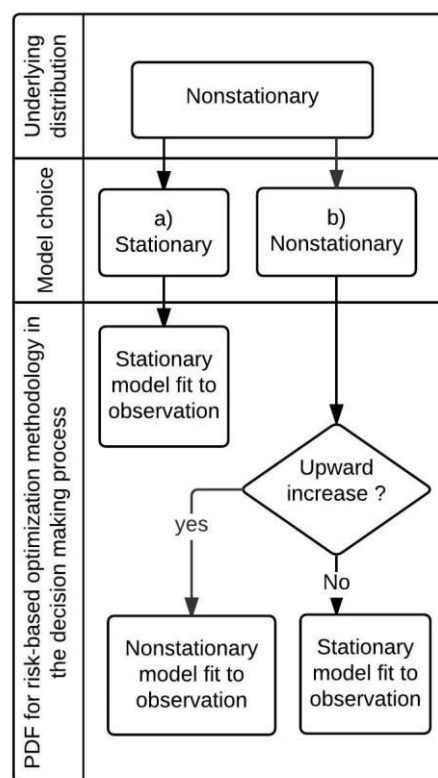 Underlying
distribution
Nonstationary
Model choice
a)
Stationary
b)
Nonstationary
PDF for risk-based optimization methodology in
the decision making process
Stationary
model fit to
observation
Upward
increase ?
yes
No
Nonstationary
model fit to
observation
Stationary
model fit to
observation